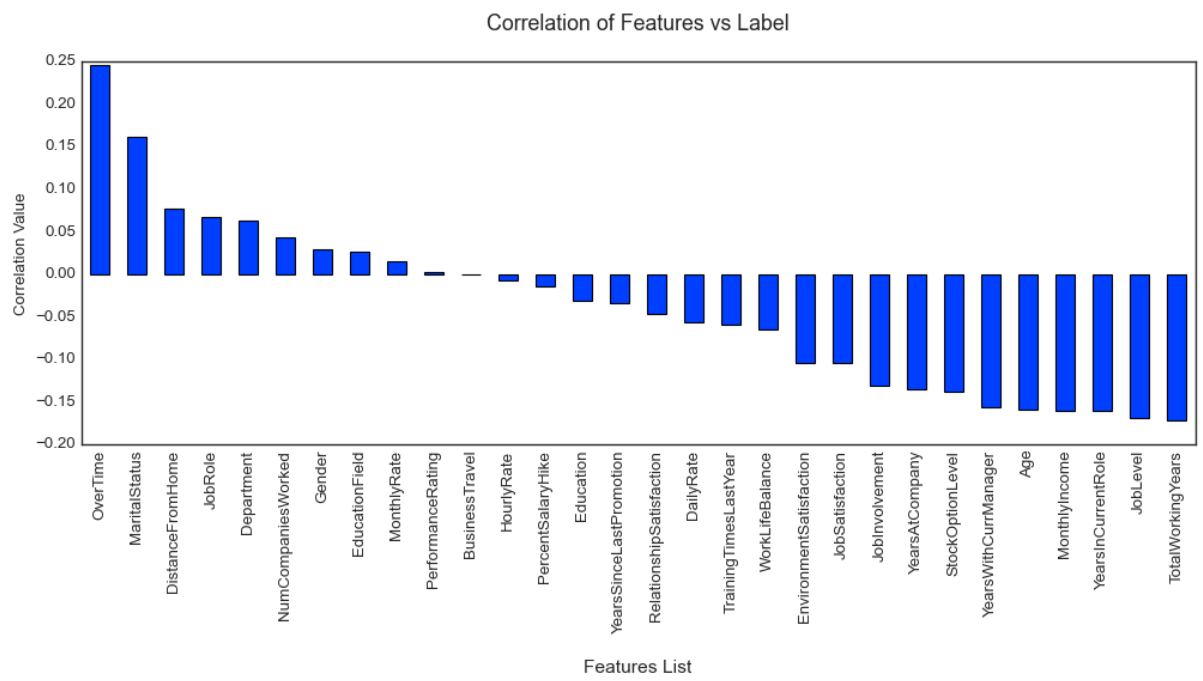 Correlation of Features vs Label
0.25
0.20
0.15
0.10
0.05
0.00
−0.05
−0.10
−0.15
−0.20
Correlation Value
OverTime
MaritalStatus
DistanceFromHome
JobRole
Department
NumCompaniesWorked
Gender
EducationField
MonthlyRate
PerformanceRating
BusinessTravel
HourlyRate
PercentSalaryHike
Education
YearsSinceLastPromotion
RelationshipSatisfaction
DailyRate
TrainingTimesLastYear
WorkLifeBalance
EnvironmentSatisfaction
JobSatisfaction
JobInvolvement
YearsAtCompany
StockOptionLevel
YearsWithCurrManager
Age
MonthlyIncome
YearsInCurrentRole
JobLevel
TotalWorkingYears
Features List